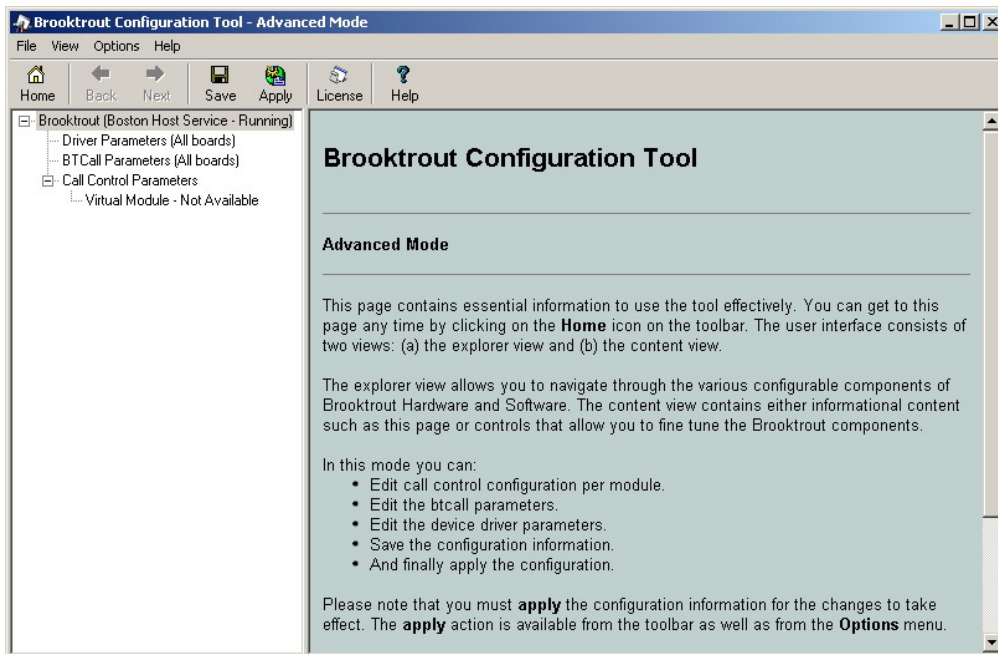 Brooktrout Configuration Tool - Advanced Mode
File View Options Help
Home Back Next Save Apply License Help
Brooktrout (Boston Host Service - Running)
Driver Parameters (All boards)
BTCall Parameters (All boards)
Call Control Parameters
Virtual Module - Not Available
Brooktrout Configuration Tool
Advanced Mode
This page contains essential information to use the tool effectively. You can get to this
page any time by clicking on the Home icon on the toolbar. The user interface consists of
two views: (a) the explorer view and (b) the content view.
The explorer view allows you to navigate through the various configurable components of
Brooktrout Hardware and Software. The content view contains either informational content
such as this page or controls that allow you to fine tune the Brooktrout components.
In this mode you can:
• Edit call control configuration per module.
• Edit the btcall parameters.
• Edit the device driver parameters.
• Save the configuration information.
• And finally apply the configuration.
Please note that you must apply the configuration information for the changes to take
effect. The apply action is available from the toolbar as well as from the Options menu.